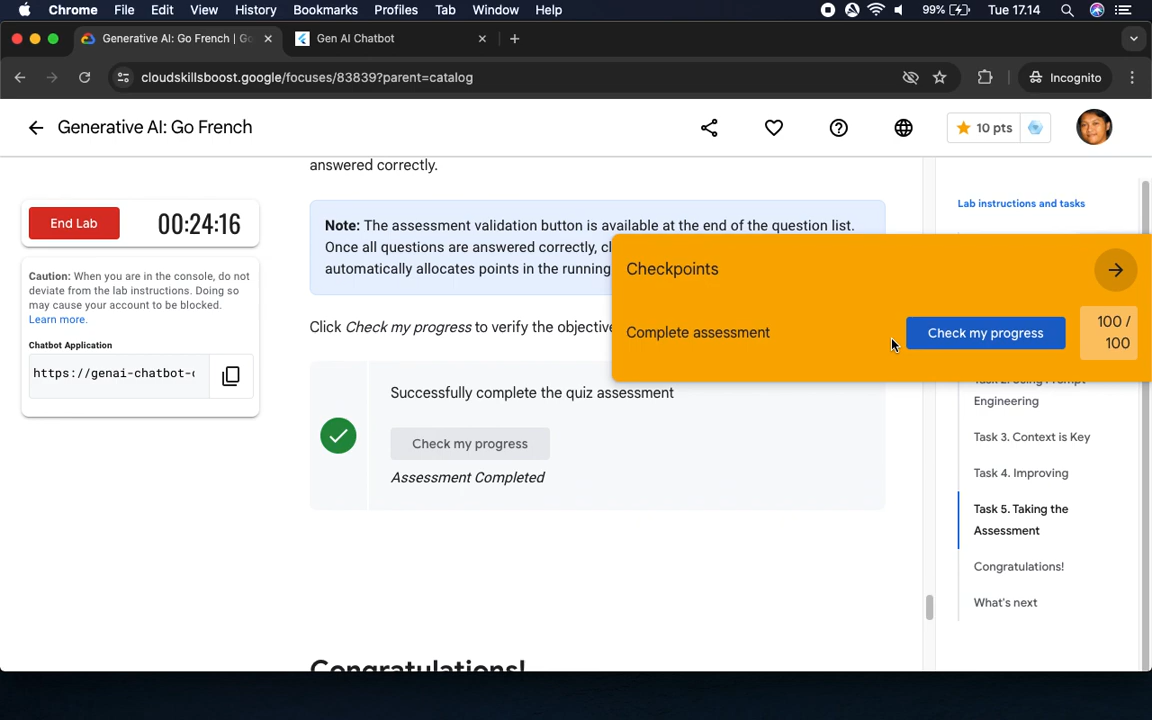 Chrome File Edit View History Bookmarks Profiles Tab Window Help 99% Tue 17.14
Generative AI: Go French | Go
Gen AI Chatbot
cloudskillsboost.google/focuses/83839?parent=catalog
Incognito
Generative AI: Go French
10 pts
answered correctly.
End Lab
00:24:16
Caution: When you are in the console, do not
deviate from the lab instructions. Doing so
may cause your account to be blocked.
Learn more.
Chatbot Application
https://genai-chatbot-
Note: The assessment validation button is available at the end of the question list.
Once all questions are answered correctly, cl
automatically allocates points in the running
Click Check my progress to verify the objective
Successfully complete the quiz assessment
Check my progress
Assessment Completed
Congratulations!
Checkpoints
Complete assessment
Check my progress
100 /
100
Lab instructions and tasks
Task 2. Using Prompt
Engineering
Task 3. Context is Key
Task 4. Improving
Task 5. Taking the
Assessment
Congratulations!
What's next